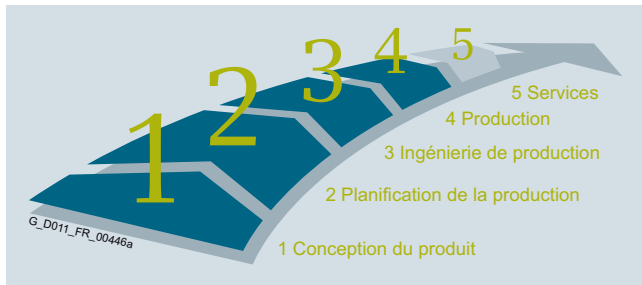 1
2
3
4
5
5 Services
4 Production
3 Ingénierie de production
2 Planification de la production
1 Conception du produit
G_D011_FR_00446a